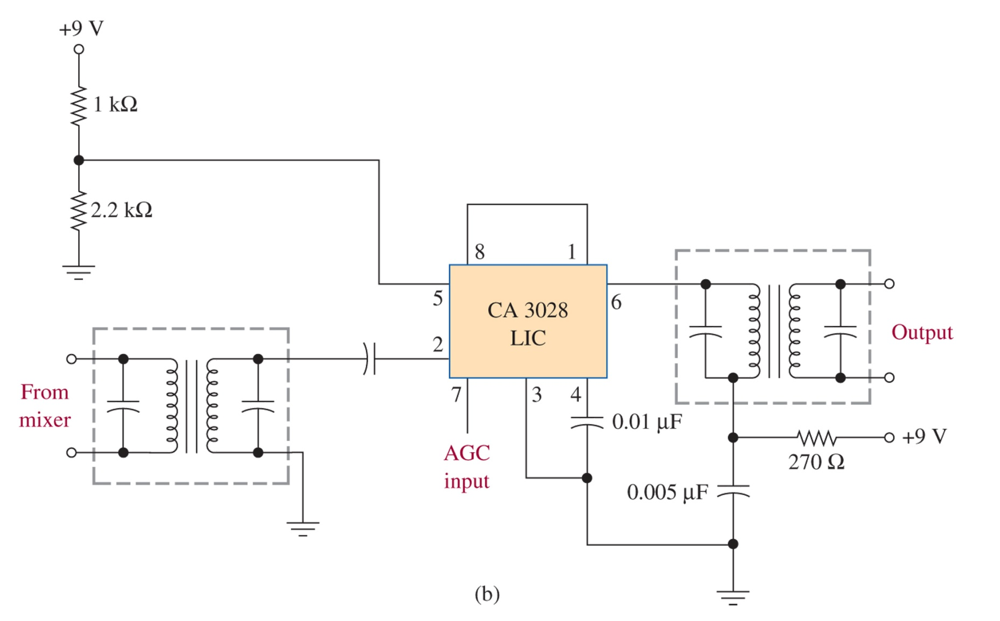 +9 V
1 kΩ
2.2 kΩ
8 1
5
6
CA 3028
LIC
2
Output
From
mixer
7 3 4
0.01 μF
AGC
input
+9 V
270 Ω
0.005 μF
(b)